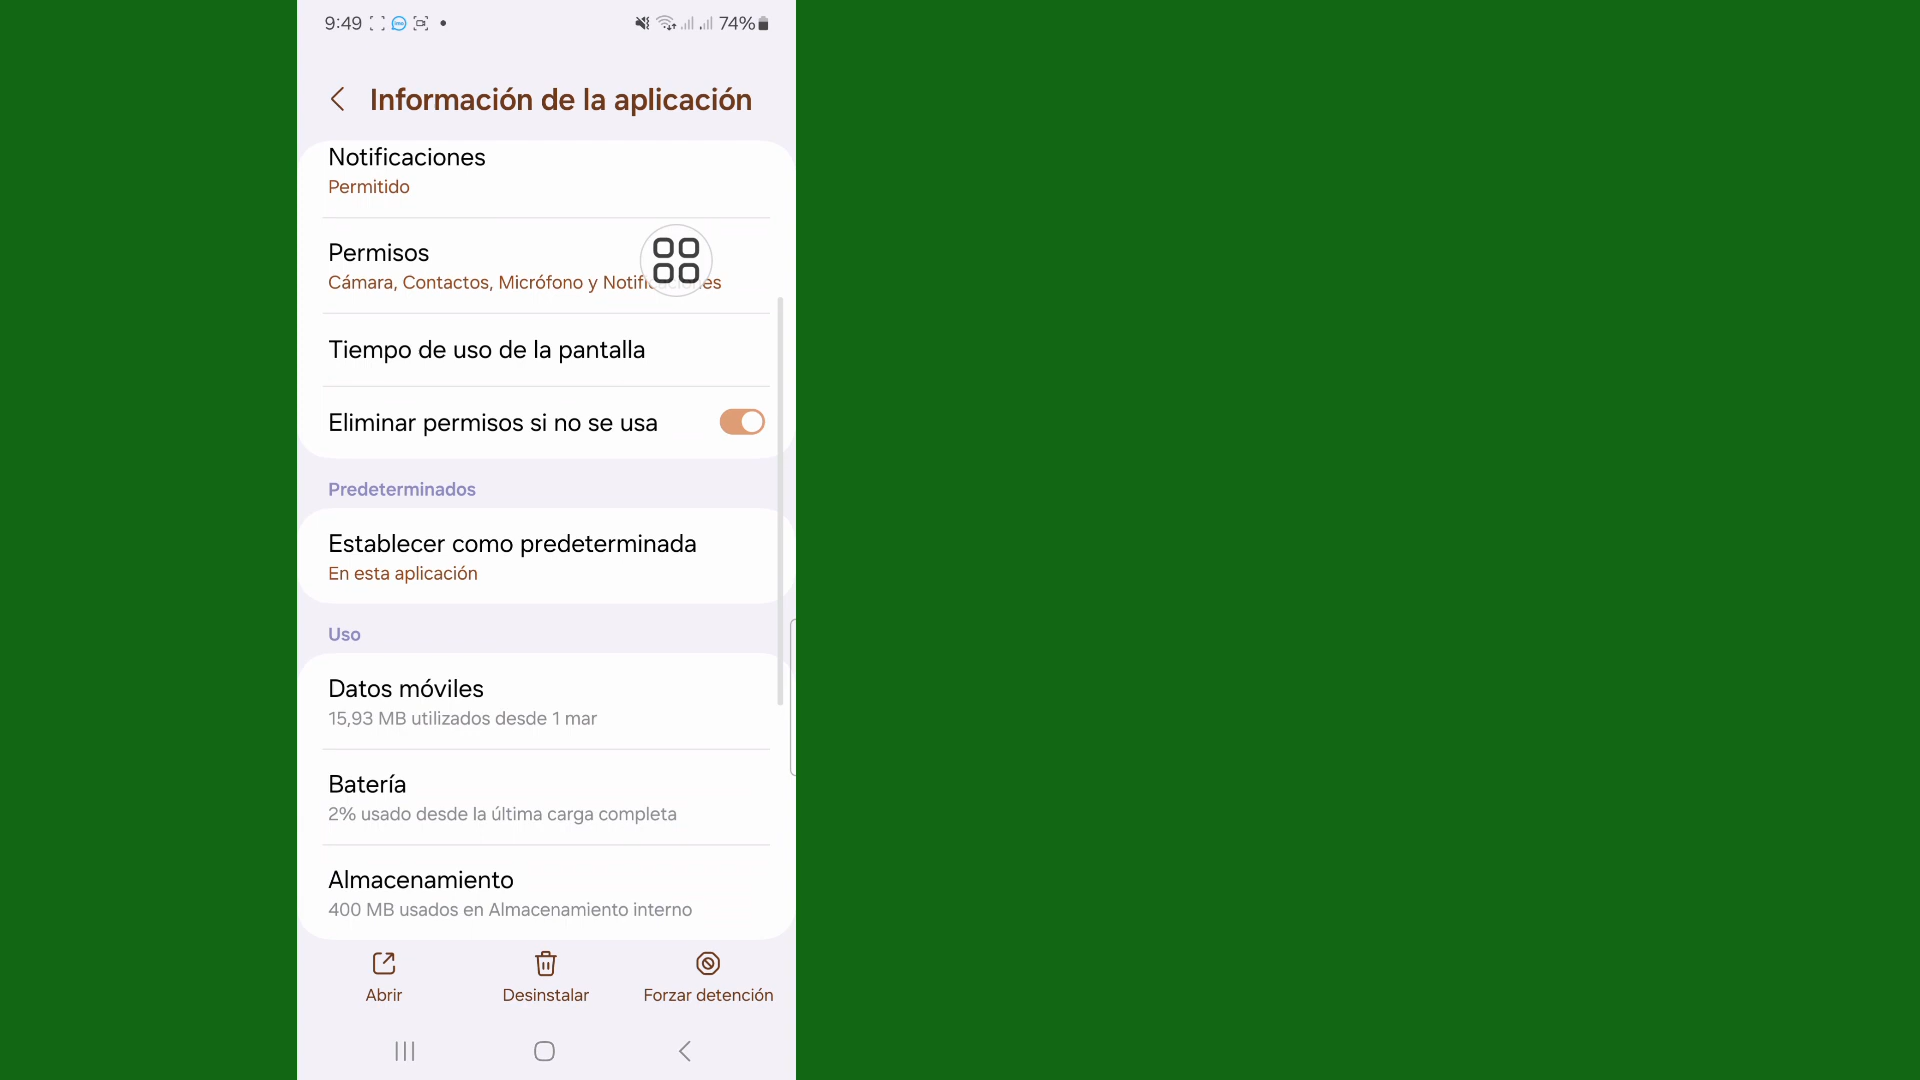 9:49
74%
Información de la aplicación
Notificaciones
Permitido
Permisos
Cámara, Contactos, Micrófono y Notificaciones
Tiempo de uso de la pantalla
Eliminar permisos si no se usa
Predeterminados
Establecer como predeterminada
En esta aplicación
Uso
Datos móviles
15,93 MB utilizados desde 1 mar
Batería
2% usado desde la última carga completa
Almacenamiento
400 MB usados en Almacenamiento interno
Abrir
Desinstalar
Forzar detención